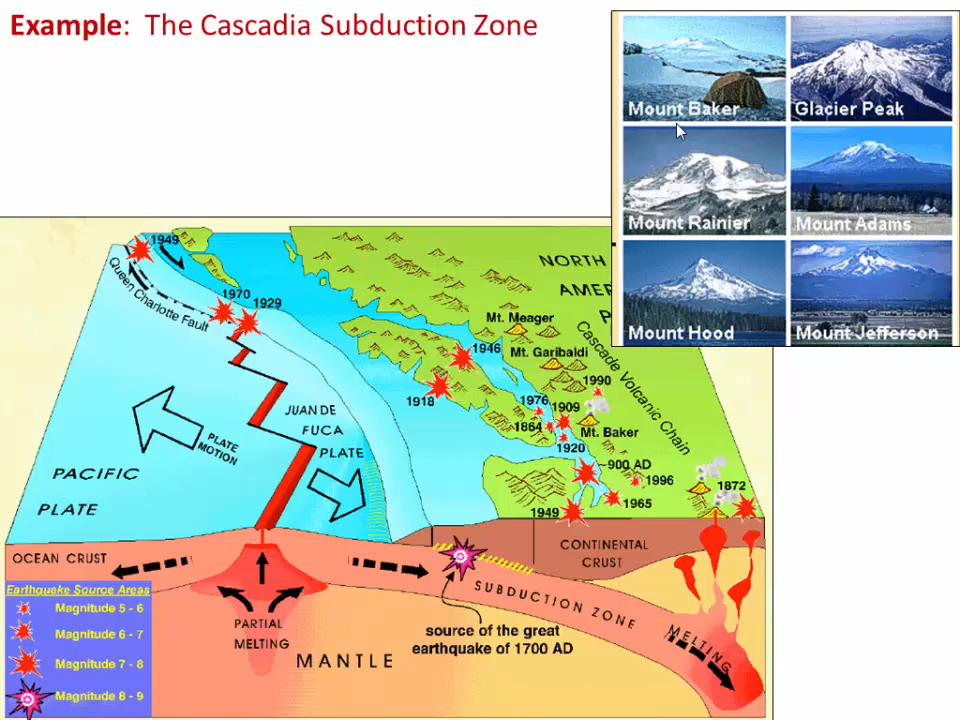 Example: The Cascadia Subduction Zone
Mount Baker
Glacier Peak
Mount Rainier
Mount Adams
Mount Hood
Mount Jefferson
1949
Queen Charlotte Fault
1970
1929
NORTH
AMER
P
Mt. Meager
Cascade Volcanic Chain
1946
Mt. Garibaldi
1918
1990
1976
1909
1864
Mt. Baker
1920
JUAN DE
FUCA
PLATE
PLATE
MOTION
PACIFIC
PLATE
~900 AD
1996
1965
1949
1872
OCEAN CRUST
CONTINENTAL
CRUST
SUBDUCTION ZONE
PARTIAL
MELTING
MANTLE
source of the great
earthquake of 1700 AD
MELTING
Earthquake Source Areas
Magnitude 5 - 6
Magnitude 6 - 7
Magnitude 7 - 8
Magnitude 8 - 9